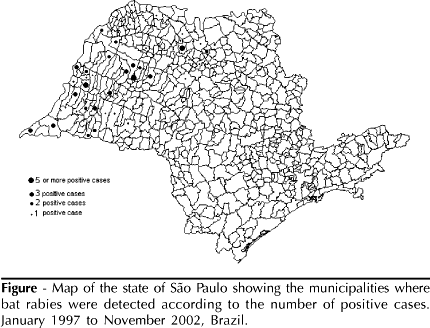 5 or more positive cases
3 positive cases
2 positive cases
1 positive case
Figure - Map of the state of São Paulo showing the municipalities where
bat rabies were detected according to the number of positive cases.
January 1997 to November 2002, Brazil.